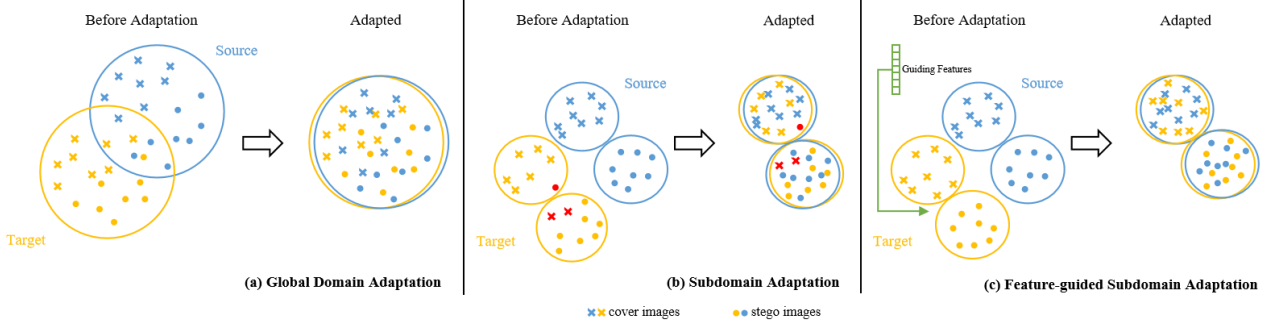 Before Adaptation
Adapted
Source
Target
(a) Global Domain Adaptation
Before Adaptation
Adapted
Source
Target
(b) Subdomain Adaptation
Before Adaptation
Adapted
Guiding Features
Source
Target
(c) Feature-guided Subdomain Adaptation
cover images
stego images